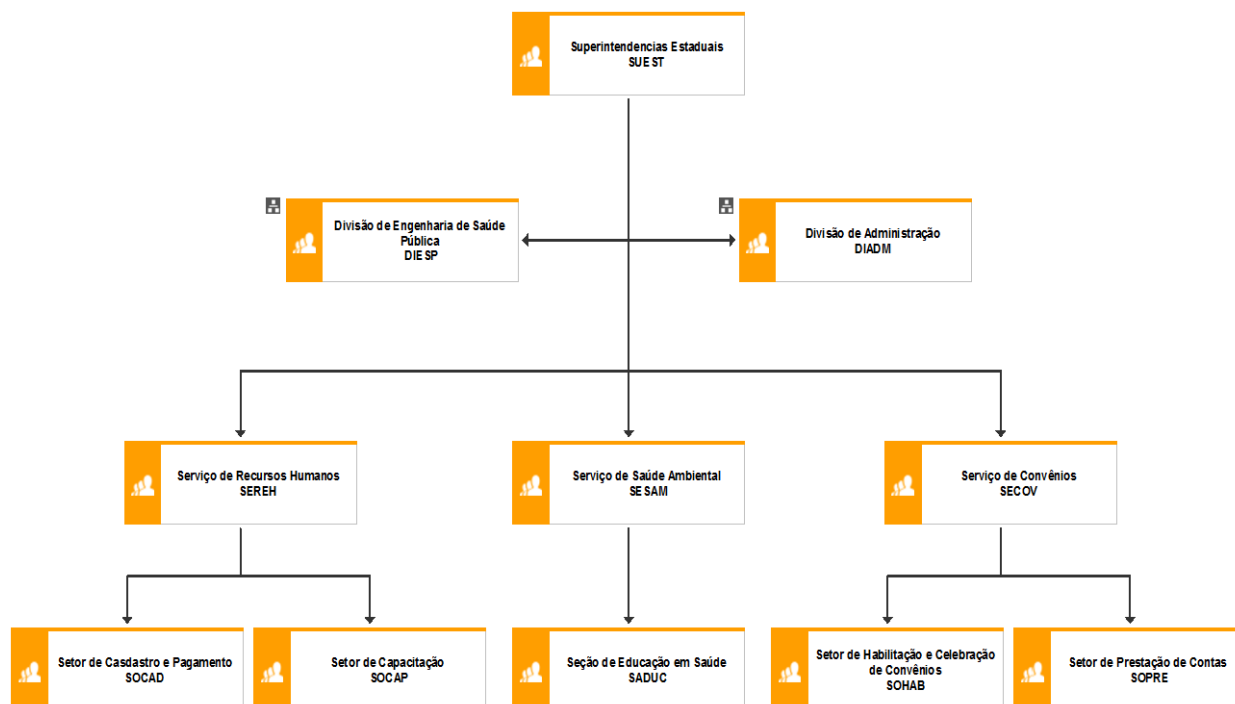 Superintendencias Estaduais
SUEST
Divisão de Engenharia de Saúde
Pública
DIESP
Divisão de Administração
DIADM
Serviço de Recursos Humanos
SEREH
Serviço de Saúde Ambiental
SESAM
Serviço de Convênios
SECOV
Setor de Casdastro e Pagamento
SOCAD
Setor de Capacitação
SOCAP
Seção de Educação em Saúde
SADUC
Setor de Habilitação e Celebração
de Convênios
SOHAB
Setor de Prestação de Contas
SOPRE